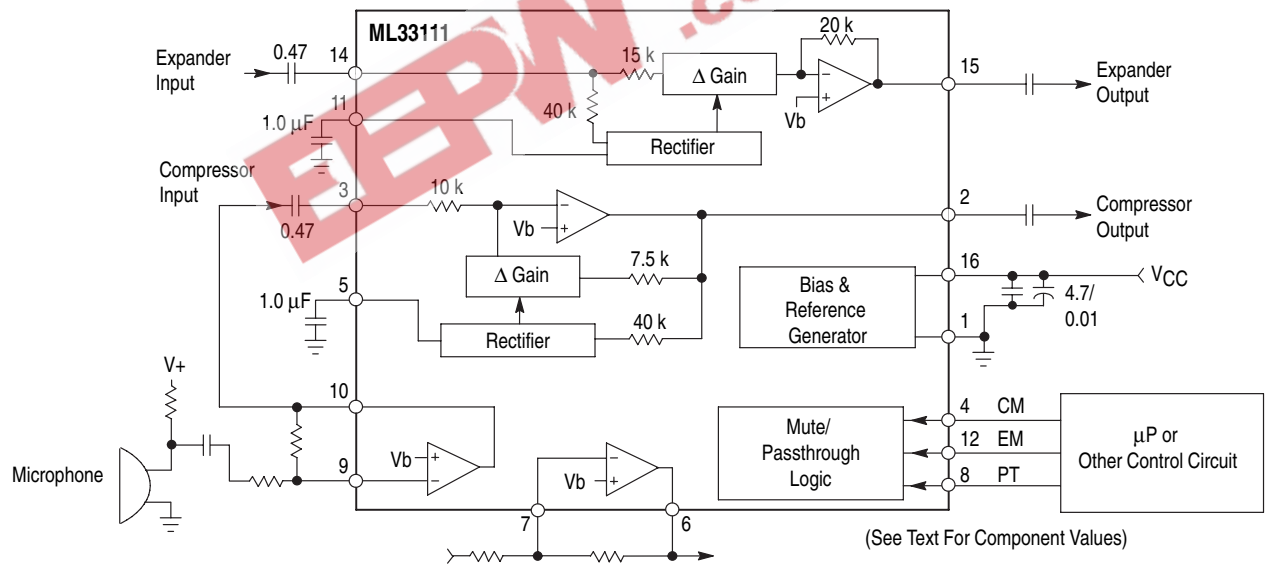 ML33111
EEPW.co
Expander
Input
0.47
14
15 k
Δ Gain
20 k
Vb
15
Expander
Output
11
1.0 μF
40 k
Rectifier
Compressor
Input
3
0.47
10 k
Vb
2
Compressor
Output
Δ Gain
7.5 k
5
1.0 μF
Rectifier
40 k
Bias &
Reference
Generator
16
VCC
4.7/
0.01
1
V+
10
Vb
9
Microphone
Vb
7
6
Mute/
Passthrough
Logic
4 CM
12 EM
8 PT
μP or
Other Control Circuit
(See Text For Component Values)